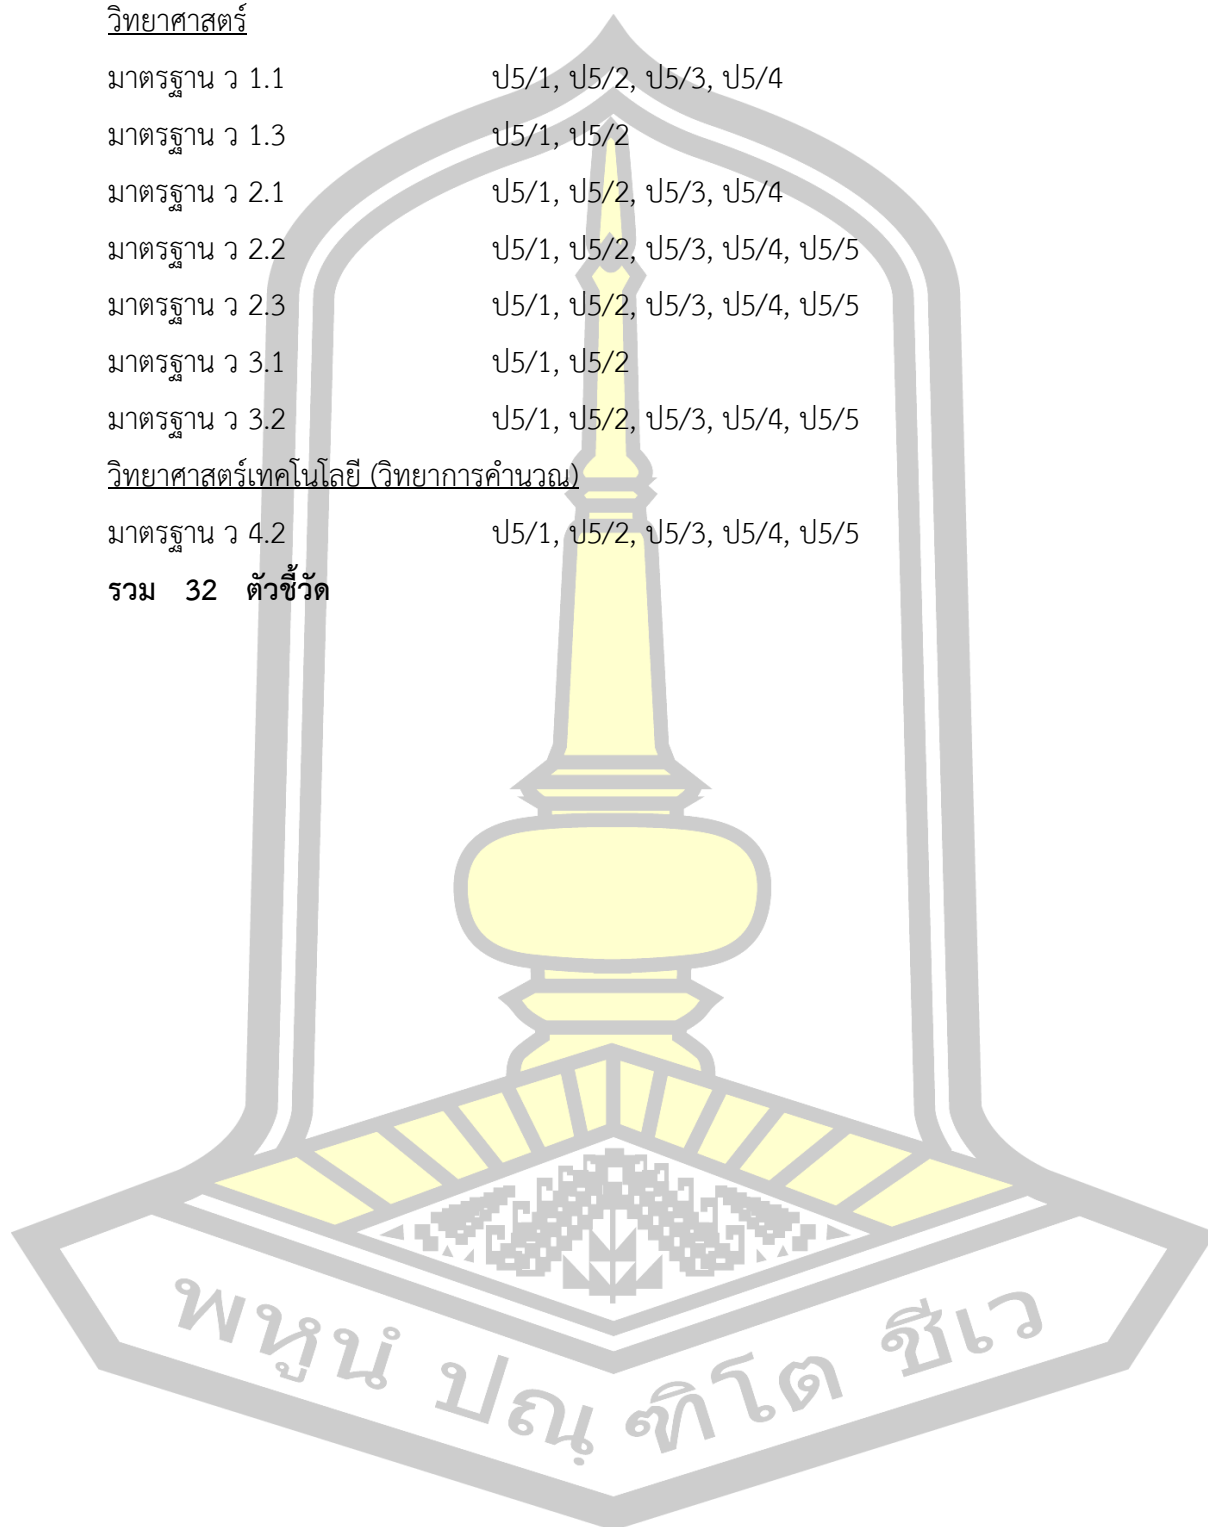 วิทยาศาสตร์
มาตรฐาน ว 1.1 ป5/1, ป5/2, ป5/3, ป5/4
มาตรฐาน ว 1.3 ป5/1, ป5/2
มาตรฐาน ว 2.1 ป5/1, ป5/2, ป5/3, ป5/4
มาตรฐาน ว 2.2 ป5/1, ป5/2, ป5/3, ป5/4, ป5/5
มาตรฐาน ว 2.3 ป5/1, ป5/2, ป5/3, ป5/4, ป5/5
มาตรฐาน ว 3.1 ป5/1, ป5/2
มาตรฐาน ว 3.2 ป5/1, ป5/2, ป5/3, ป5/4, ป5/5
วิทยาศาสตร์เทคโนโลยี (วิทยาการคำนวณ)
มาตรฐาน ว 4.2 ป5/1, ป5/2, ป5/3, ป5/4, ป5/5
รวม 32 ตัวชี้วัด
พหูนํ ปณฺฑิโต ชีเว